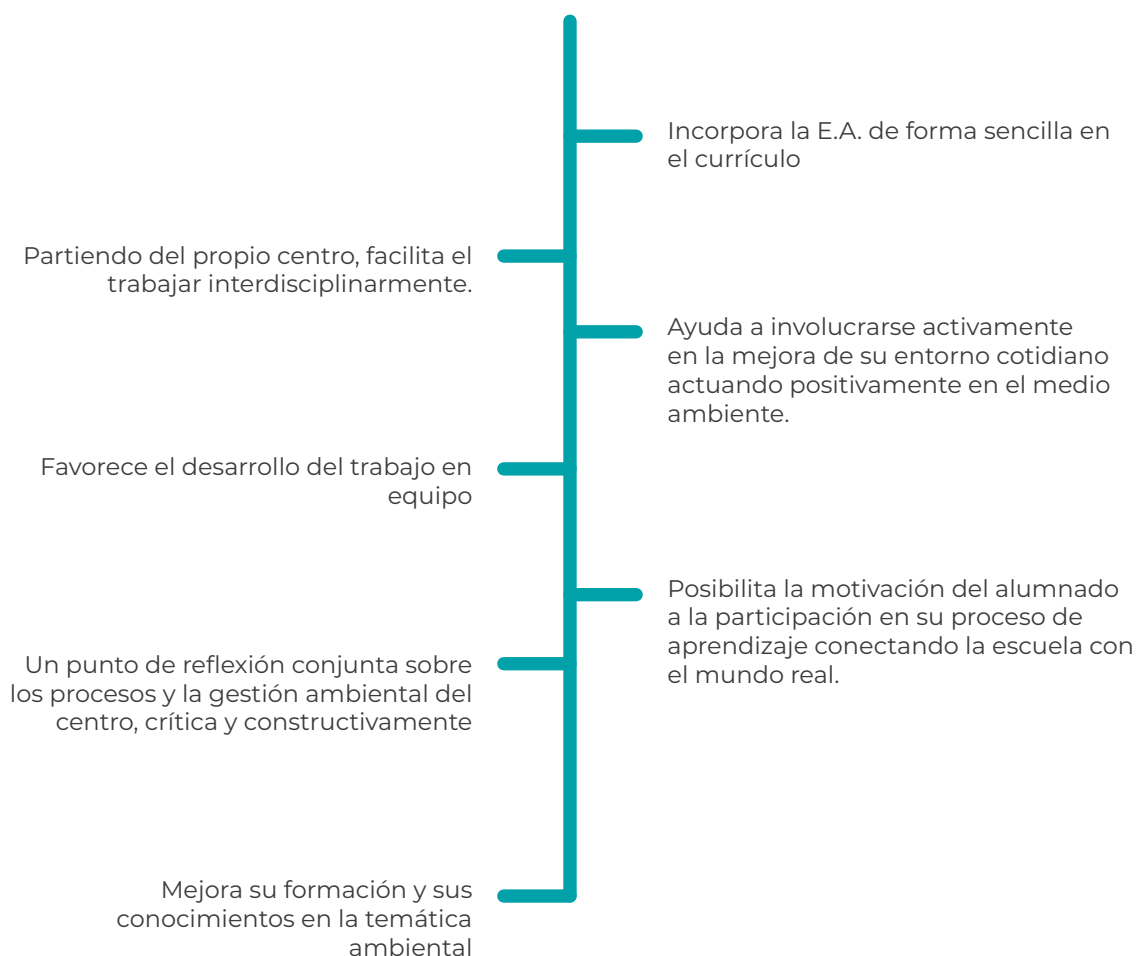 Incorpora la E.A. de forma sencilla en
el currículo
Partiendo del propio centro, facilita el
trabajar interdisciplinarmente.
Ayuda a involucrarse activamente
en la mejora de su entorno cotidiano
actuando positivamente en el medio
ambiente.
Favorece el desarrollo del trabajo en
equipo
Posibilita la motivación del alumnado
a la participación en su proceso de
aprendizaje conectando la escuela con
el mundo real.
Un punto de reflexión conjunta sobre
los procesos y la gestión ambiental del
centro, crítica y constructivamente
Mejora su formación y sus
conocimientos en la temática
ambiental